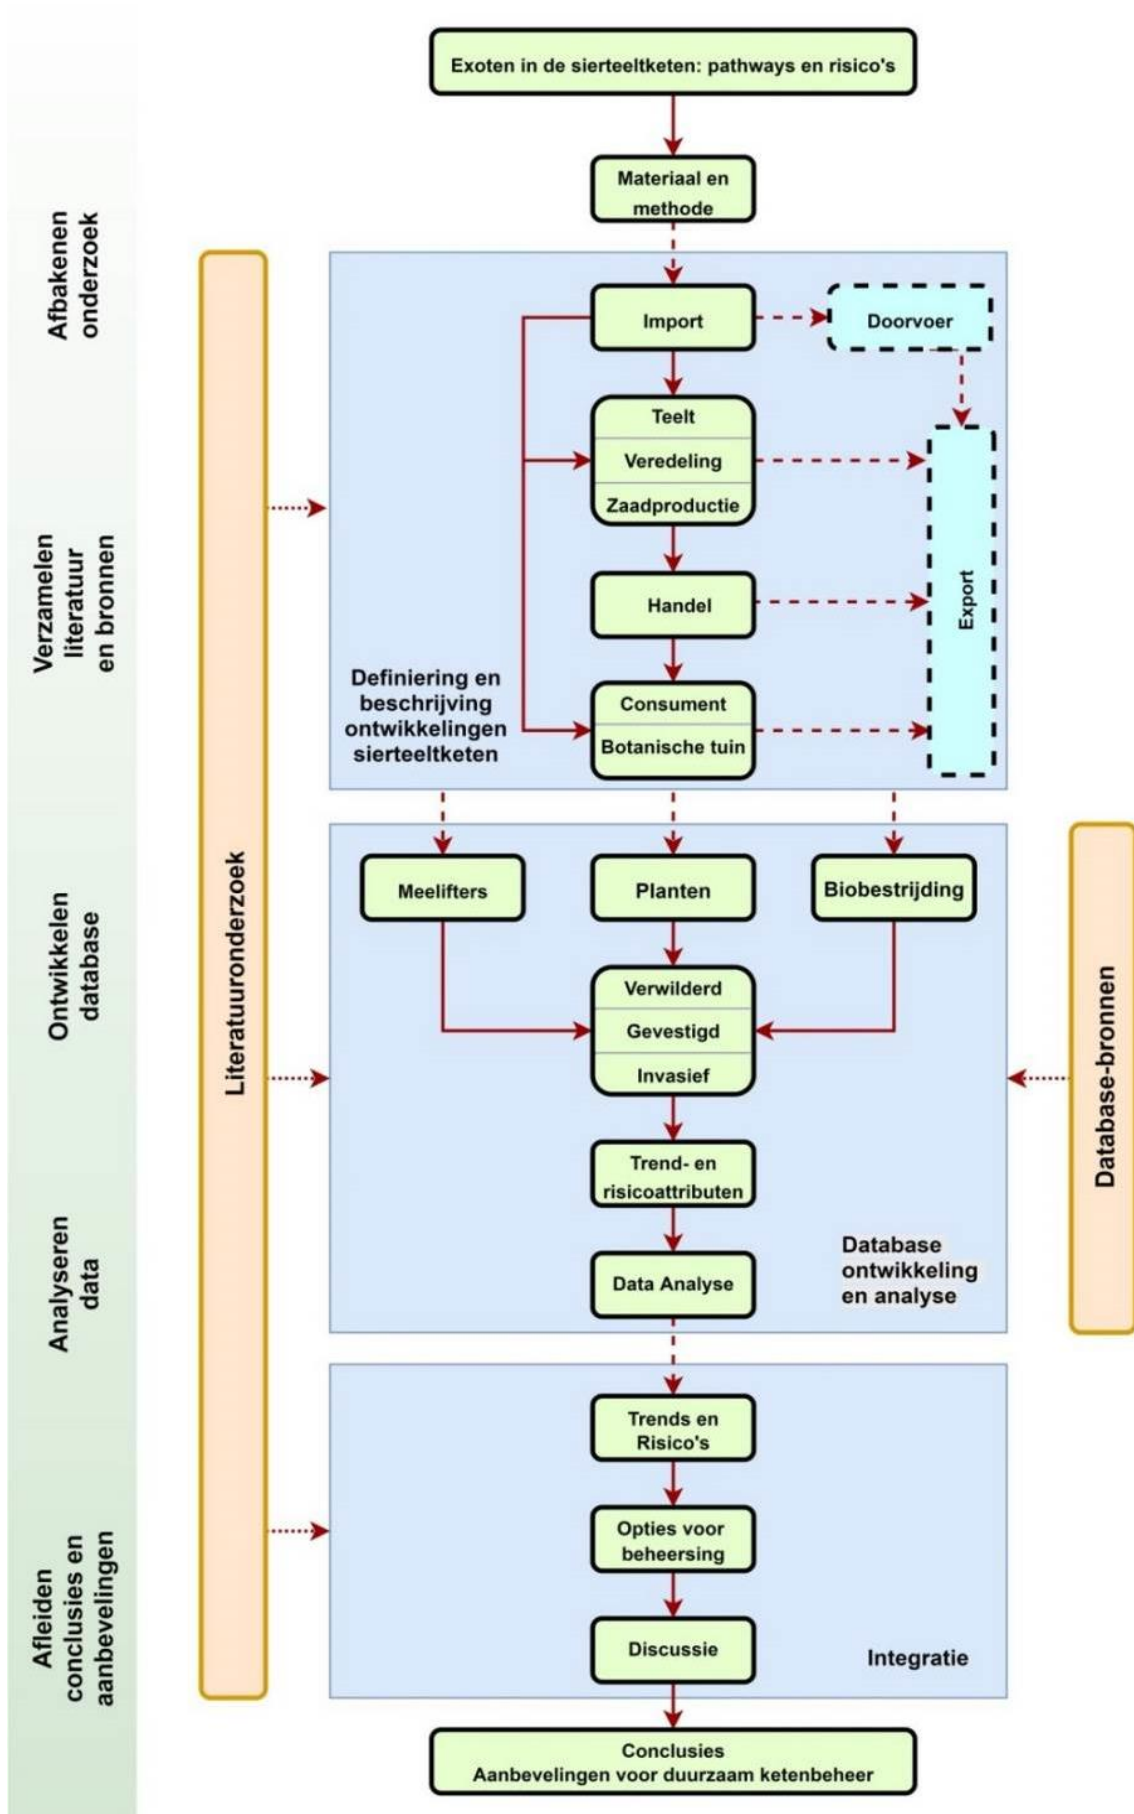 Exoten in de sierteeltketen: pathways en risico's
Materiaal en
methode
Afbakenen
onderzoek
Import
Doorvoer
Teelt
Veredeling
Zaadproductie
Export
Verzamelen
literatuur
en bronnen
Handel
Definiering en
beschrijving
ontwikkelingen
sierteeltketen
Consument
Botanische tuin
Literatuuronderzoek
Ontwikkelen
database
Meelifters
Planten
Biobestrijding
Verwilderd
Gevestigd
Invasief
Database-bronnen
Trend- en
risicoattributen
Analyseren
data
Data Analyse
Database
ontwikkeling
en analyse
Trends en
Risico's
Opties voor
beheersing
Afleiden
conclusies en
aanbevelingen
Discussie
Integratie
Conclusies
Aanbevelingen voor duurzaam ketenbeheer